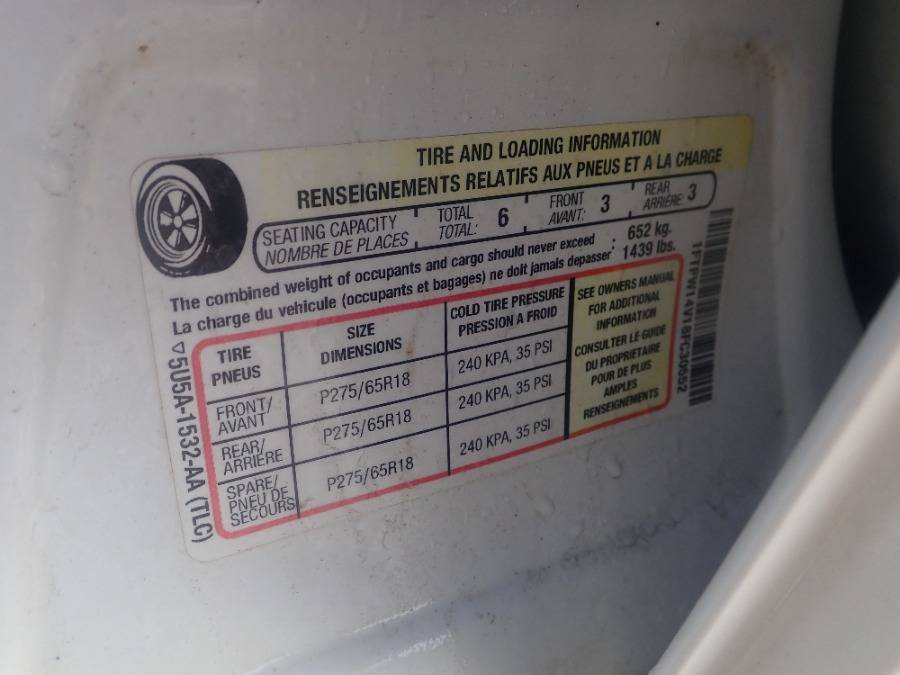 TIRE AND LOADING INFORMATION
RENSEIGNEMENTS RELATIFS AUX PNEUS ET A LA CHARGE
SEATING CAPACITY
NOMBRE DE PLACES
TOTAL
TOTAL: 6
FRONT
AVANT: 3
REAR
ARRIÈRE: 3
The combined weight of occupants and cargo should never exceed : 652 kg.
La charge du vehicule (occupants et bagages) ne doit jamais depasser 1439 lbs.
TIRE
PNEUS
SIZE
DIMENSIONS
COLD TIRE PRESSURE
PRESSION A FROID
FRONT/
AVANT
P275/65R18
240 KPA, 35 PSI
REAR/
ARRIÈRE
P275/65R18
240 KPA, 35 PSI
SPARE/
PNEU DE
SECOURS
P275/65R18
240 KPA, 35 PSI
SEE OWNERS MANUAL
FOR ADDITIONAL
INFORMATION
CONSULTER LE GUIDE
DU PROPRIETAIRE
POUR DE PLUS
AMPLES
RENSEIGNEMENTS
5U5A-1532-AA (TLC)